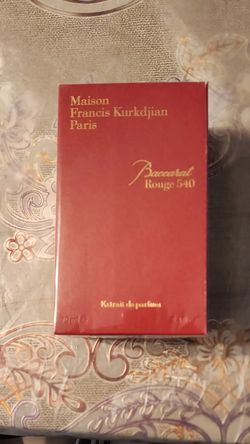 Maison
Francis Kurkdjian
Paris
Baccarat
Rouge 540
Extrait de parfum